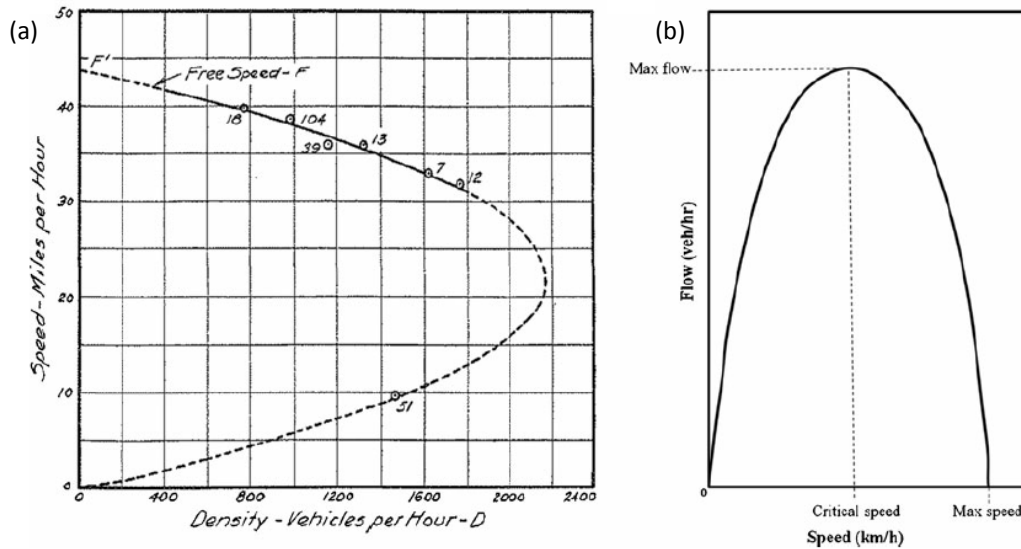 (a)
50
40
30
20
10
0
Speed-Miles per Hour
F'
Free Speed-F
18
104
39
13
7
12
51
0
400
800
1200
1600
2000
2400
Density-Vehicles per Hour-D
(b)
Max flow
Flow (veh/hr)
0
Critical speed
Max speed
Speed (km/h)